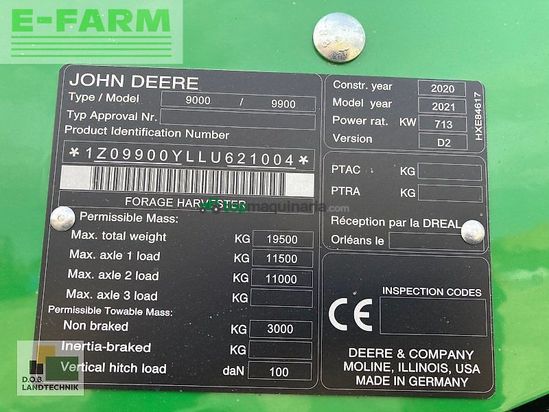 E-FARM
JOHN DEERE
Type / Model 9000 / 9900
Typ Approval Nr.
Product Identification Number
*1Z09900YLLU621004*
FORAGE HARVESTER
topmaquinaria.com
Permissible Mass:
Max. total weight KG 19500
Max. axle 1 load KG 11500
Max. axle 2 load KG 11000
Max. axle 3 load KG
Permissible Towable Mass:
Non braked KG 3000
Inertia-braked KG
Vertical hitch load daN 100
Constr. year 2020
Model year 2021
Power rat. KW 713
Version D2
HXE84617
PTAC KG
PTRA KG
Réception par la DREAL
Orléans le
INSPECTION CODES
CE
DEERE & COMPANY
MOLINE, ILLINOIS, USA
MADE IN GERMANY
D.O.B
LANDTECHNIK